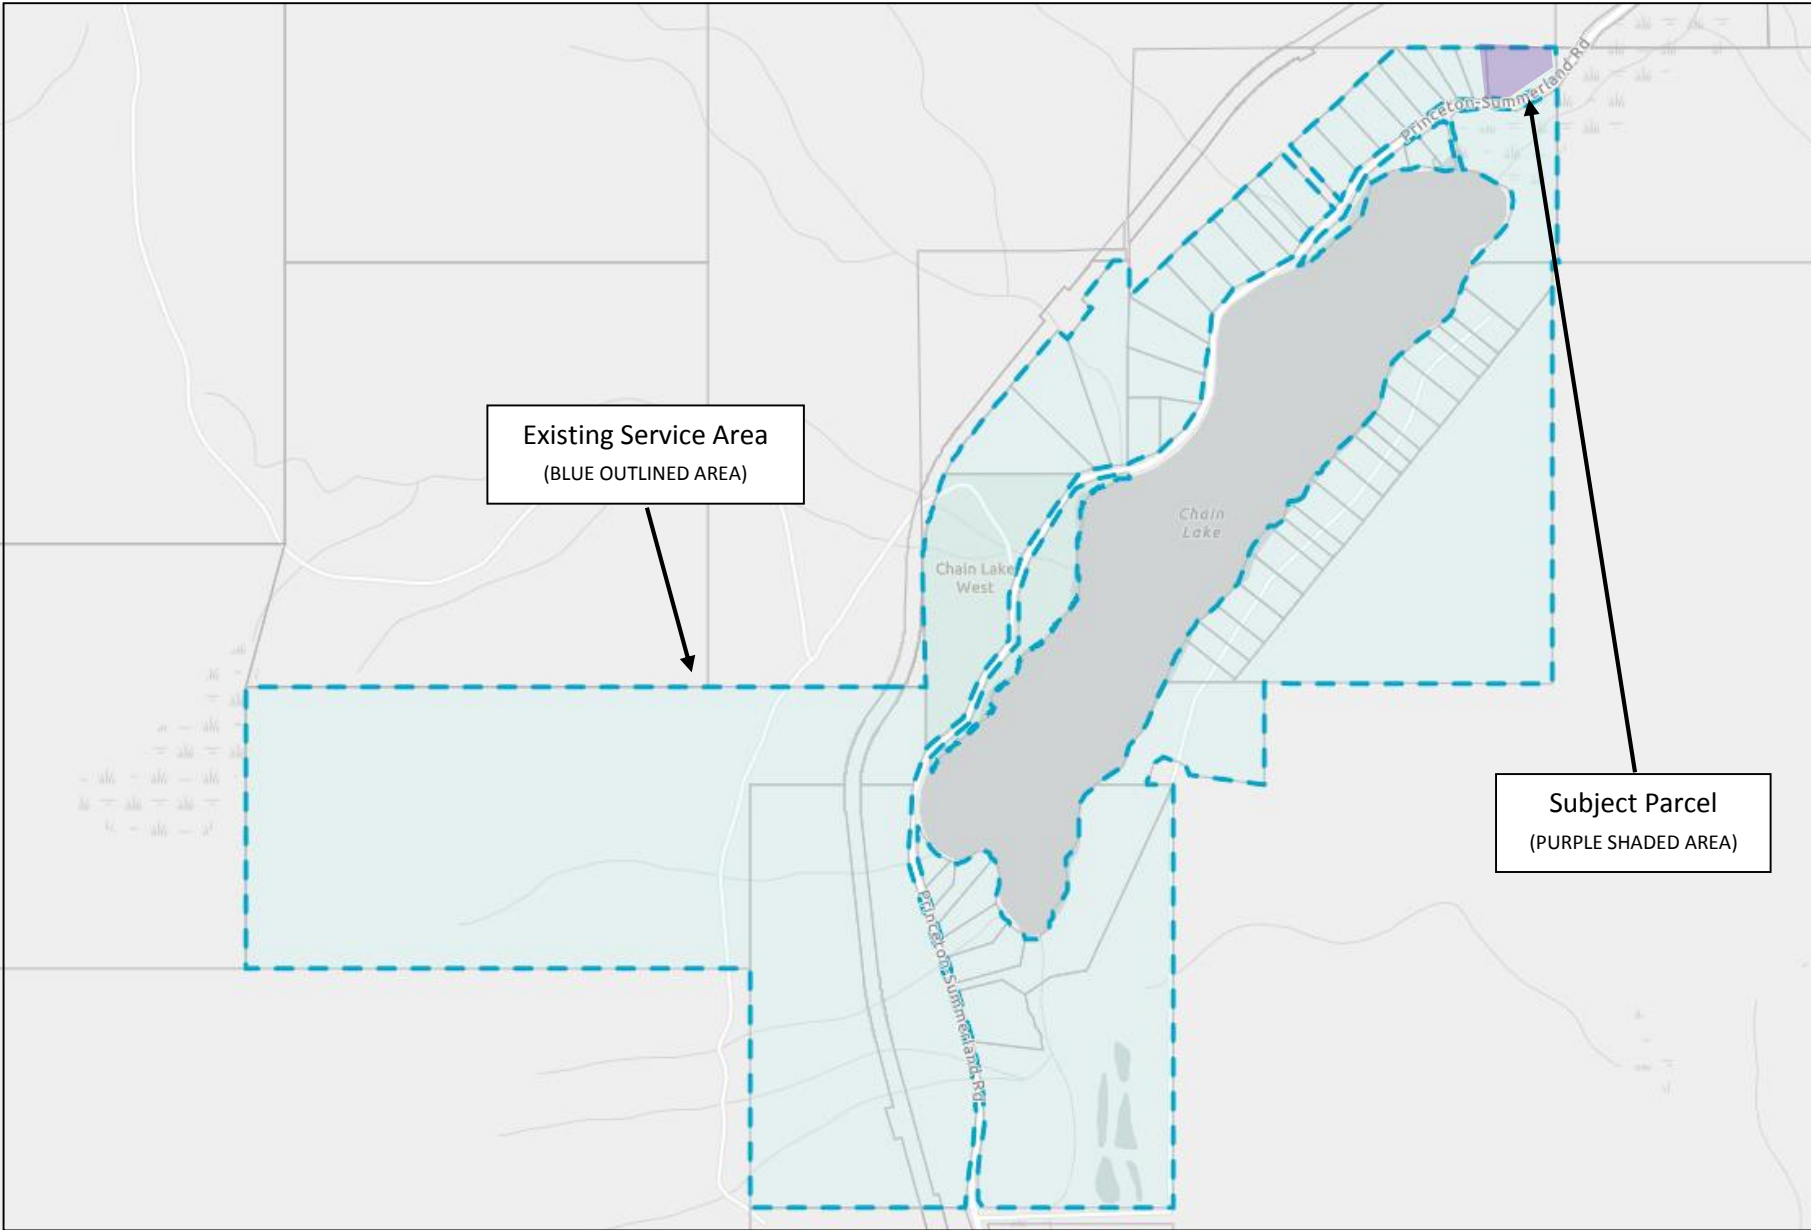 Princeton-Summerland Rd
Existing Service Area
(BLUE OUTLINED AREA)
Chain
Lake
Chain Lake
West
Subject Parcel
(PURPLE SHADED AREA)
Princeton-Summerland Rd